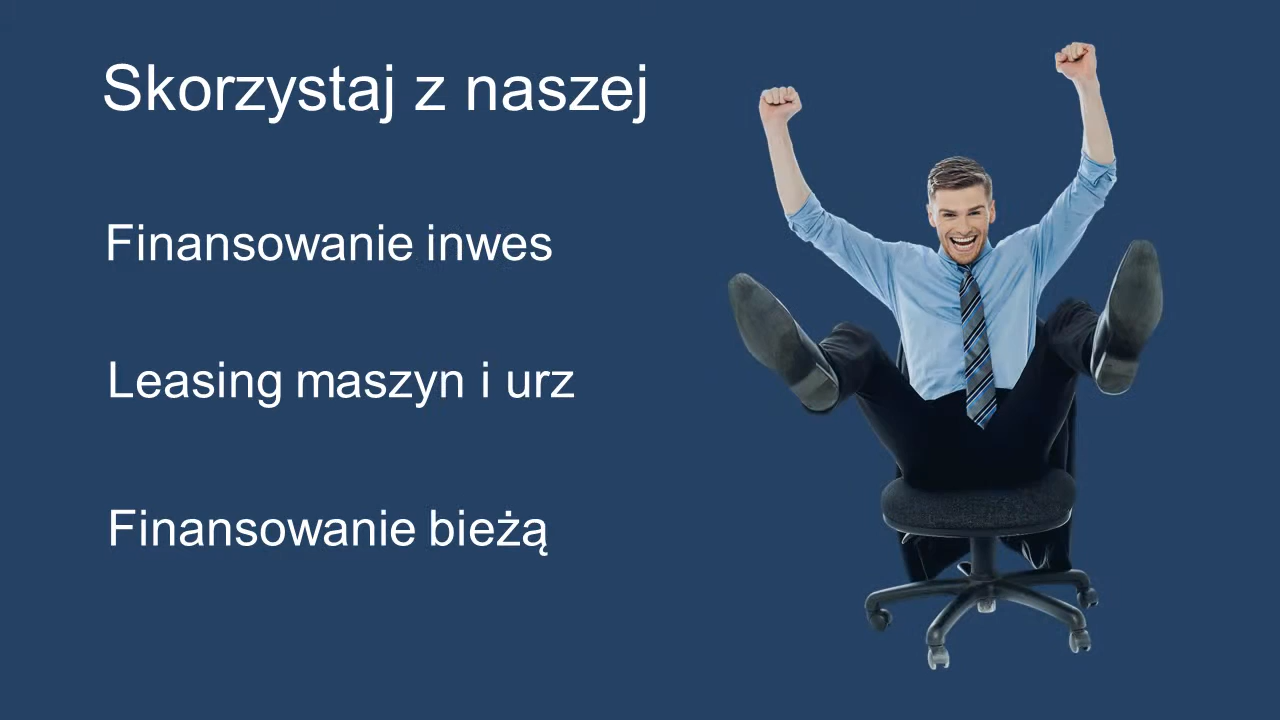 Skorzystaj z naszej
Finansowanie inwes
Leasing maszyn i urz
Finansowanie bieżą